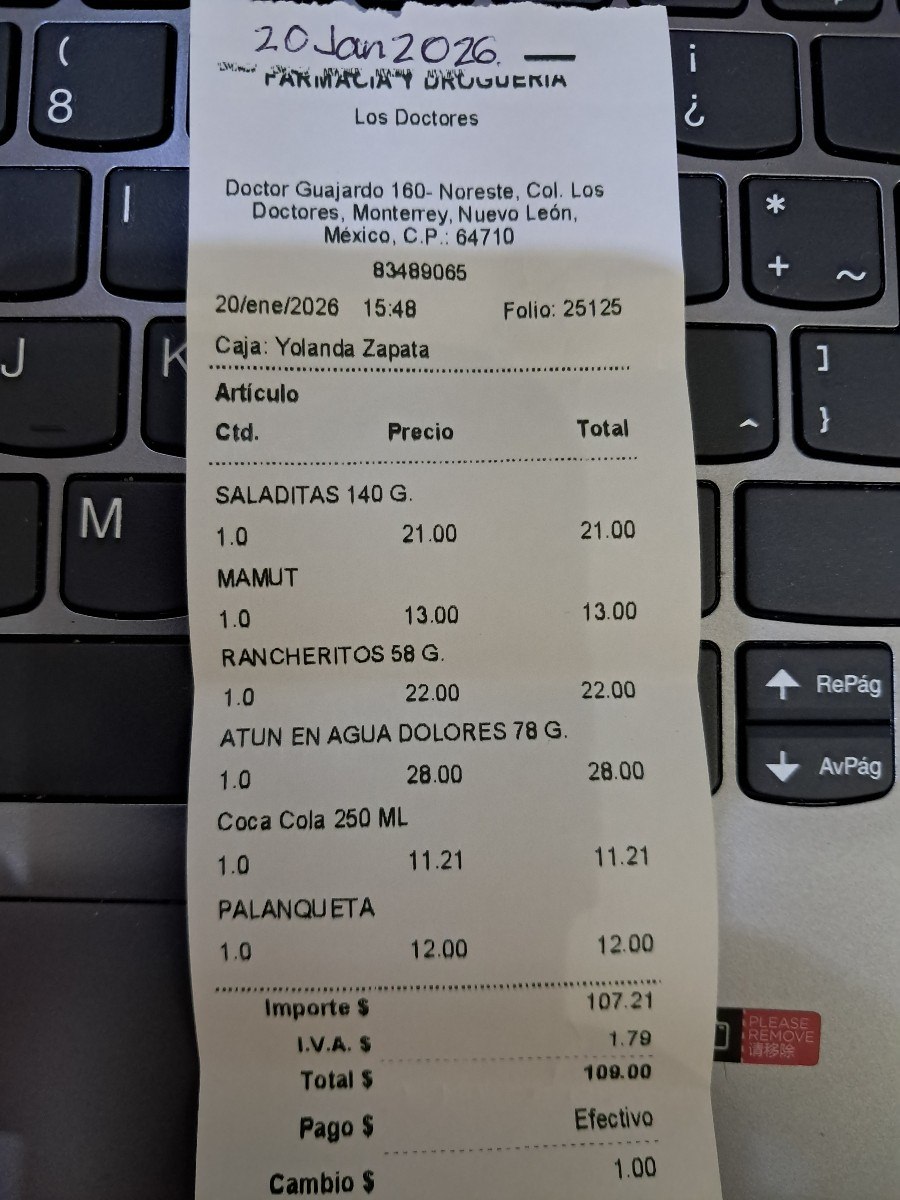 20 Jan 2026. —
FARMACIA Y DROGUERIA
Los Doctores
Doctor Guajardo 160- Noreste, Col. Los
Doctores, Monterrey, Nuevo León,
México, C.P.: 64710
83489065
20/ene/2026 15:48 Folio: 25125
Caja: Yolanda Zapata
Artículo
Ctd. Precio Total
SALADITAS 140 G.
1.0 21.00 21.00
MAMUT
1.0 13.00 13.00
RANCHERITOS 58 G.
1.0 22.00 22.00
ATUN EN AGUA DOLORES 78 G.
1.0 28.00 28.00
Coca Cola 250 ML
1.0 11.21 11.21
PALANQUETA
1.0 12.00 12.00
Importe $ 107.21
I.V.A. $ 1.79
Total $ 109.00
Pago $ Efectivo
Cambio $ 1.00
( 8
I
J
K
M
¡ ¿
* + ~
^
] }
RePág
AvPág
PLEASE
REMOVE
请移除